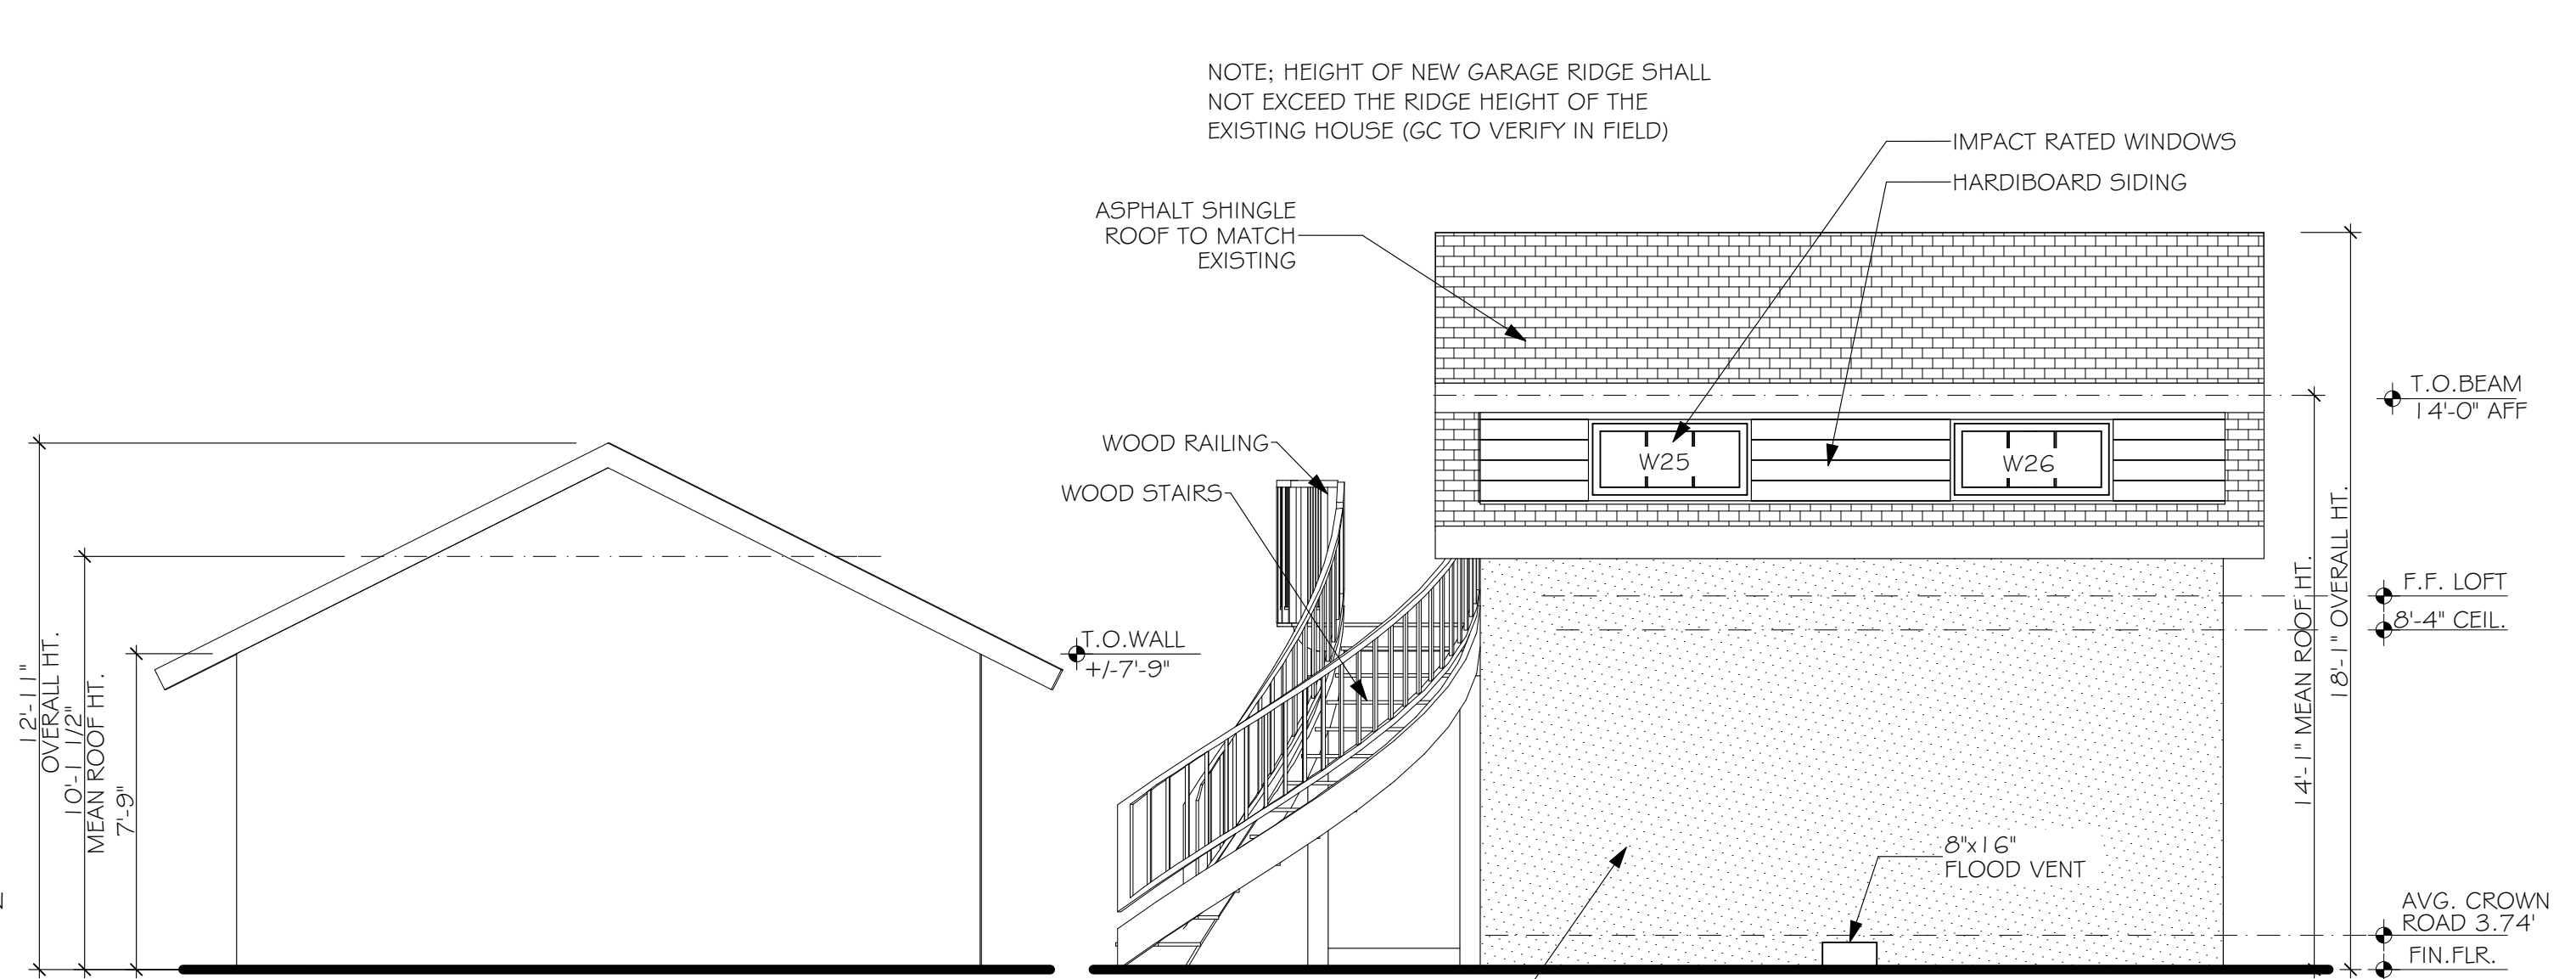 NOTE; HEIGHT OF NEW GARAGE RIDGE SHALL
NOT EXCEED THE RIDGE HEIGHT OF THE
EXISTING HOUSE (GC TO VERIFY IN FIELD)
IMPACT RATED WINDOWS
HARDIBOARD SIDING
ASPHALT SHINGLE
ROOF TO MATCH
EXISTING
T.O.BEAM
14'-0" AFF
WOOD RAILING
WOOD STAIRS
W25
W26
12'-11"
OVERALL HT.
10'-1 1/2"
MEAN ROOF HT.
7'-9"
T.O.WALL
+/-7'-9"
14'-1" MEAN ROOF HT.
18'-1" OVERALL HT.
F.F. LOFT
8'-4" CEIL.
8"x16"
FLOOD VENT
AVG. CROWN
ROAD 3.74'
FIN.FLR.